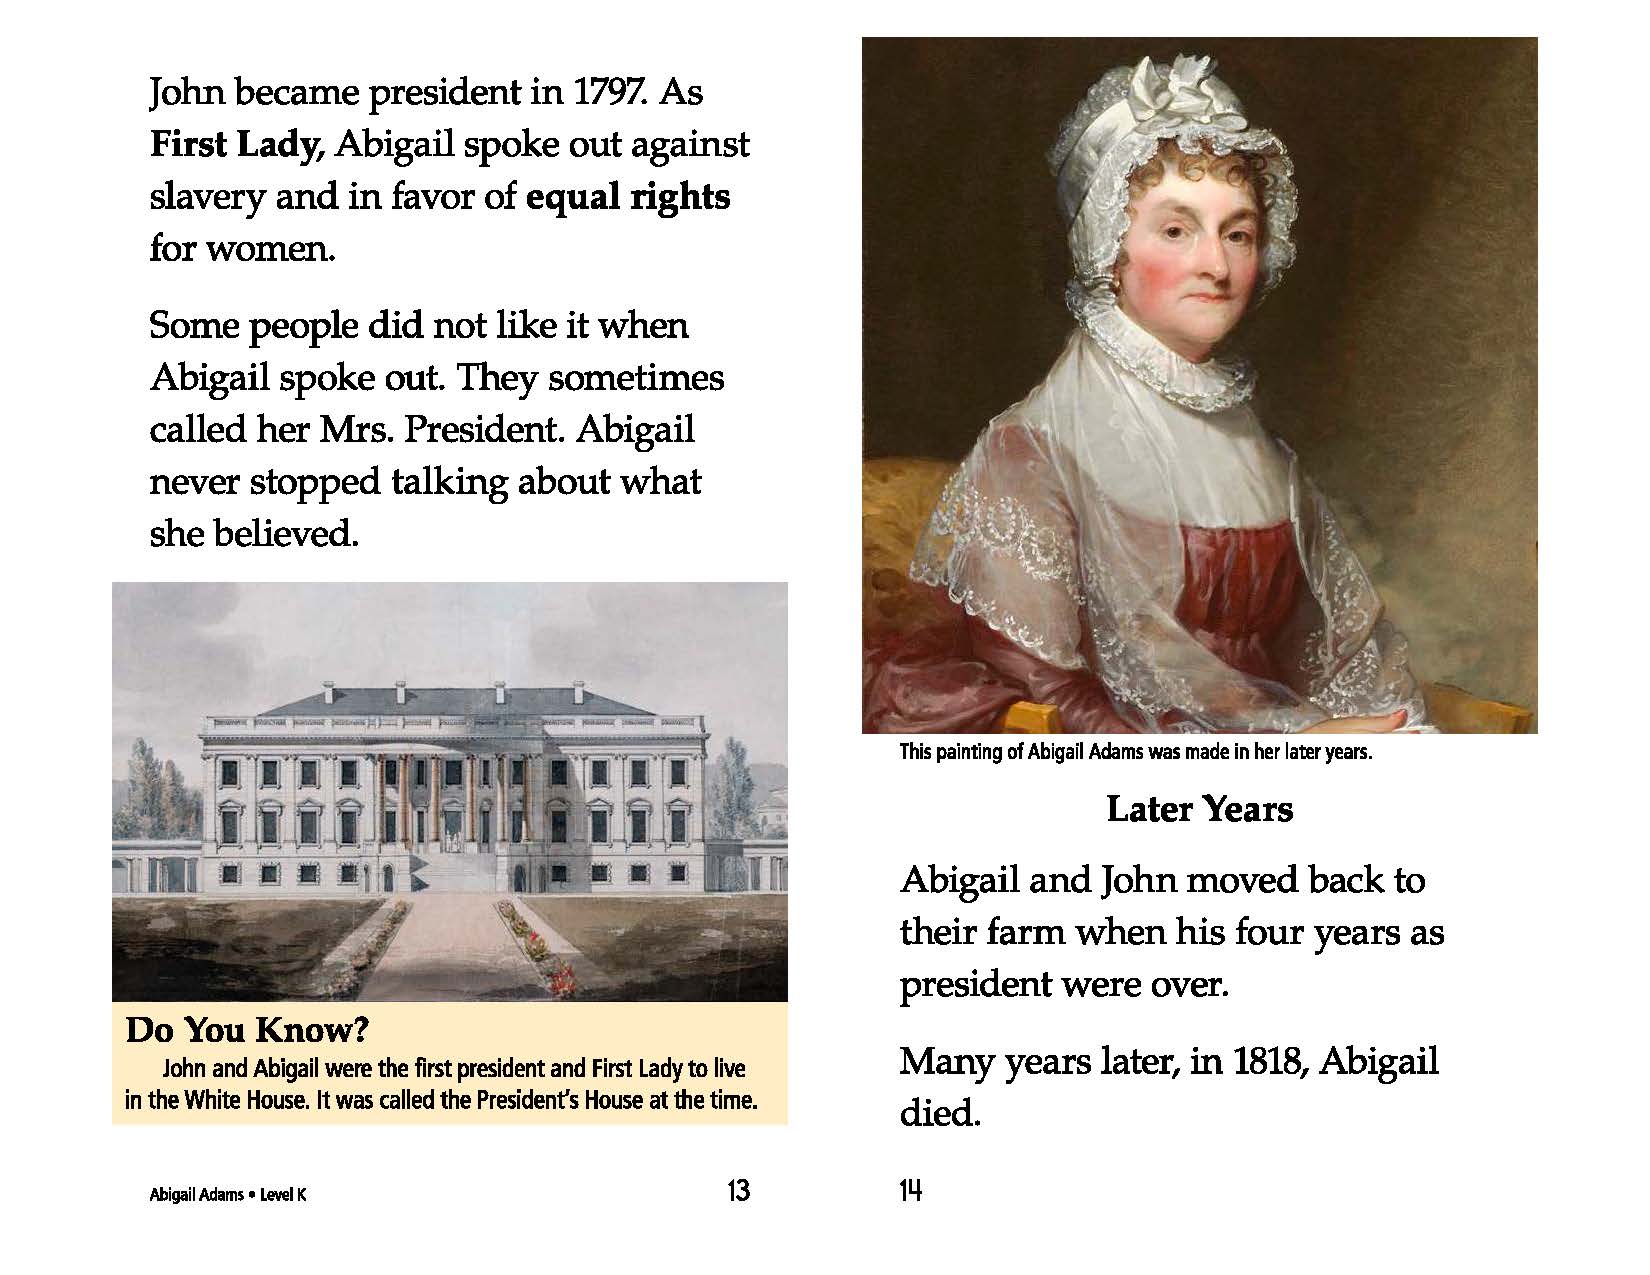 John became president in 1797. As
First Lady, Abigail spoke out against
slavery and in favor of equal rights
for women.
Some people did not like it when
Abigail spoke out. They sometimes
called her Mrs. President. Abigail
never stopped talking about what
she believed.
Do You Know?
John and Abigail were the first president and First Lady to live
in the White House. It was called the President's House at the time.
Abigail Adams • Level K
13
This painting of Abigail Adams was made in her later years.
Later Years
Abigail and John moved back to
their farm when his four years as
president were over.
Many years later, in 1818, Abigail
died.
14